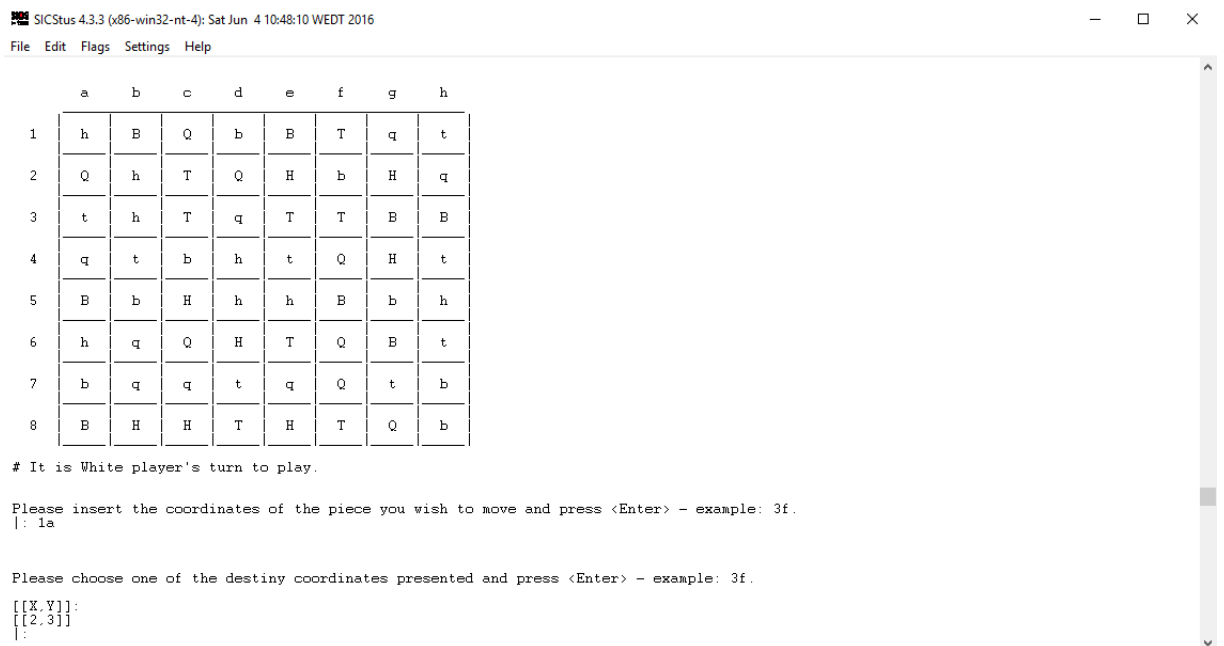 SICStus 4.3.3 (x86-win32-nt-4): Sat Jun 4 10:48:10 WEDT 2016
File Edit Flags Settings Help
a b c d e f g h
1 h B Q b B T q t
2 Q h T Q H b H q
3 t h T q T T B B
4 q t b h t Q H t
5 B b H h h B b h
6 h q Q H T Q B t
7 b q q t q Q t b
8 B H H T H T Q b
# It is White player's turn to play.
Please insert the coordinates of the piece you wish to move and press <Enter> - example: 3f.
|: 1a
Please choose one of the destiny coordinates presented and press <Enter> - example: 3f.
[[X,Y]]:
[[2,3]]
|: